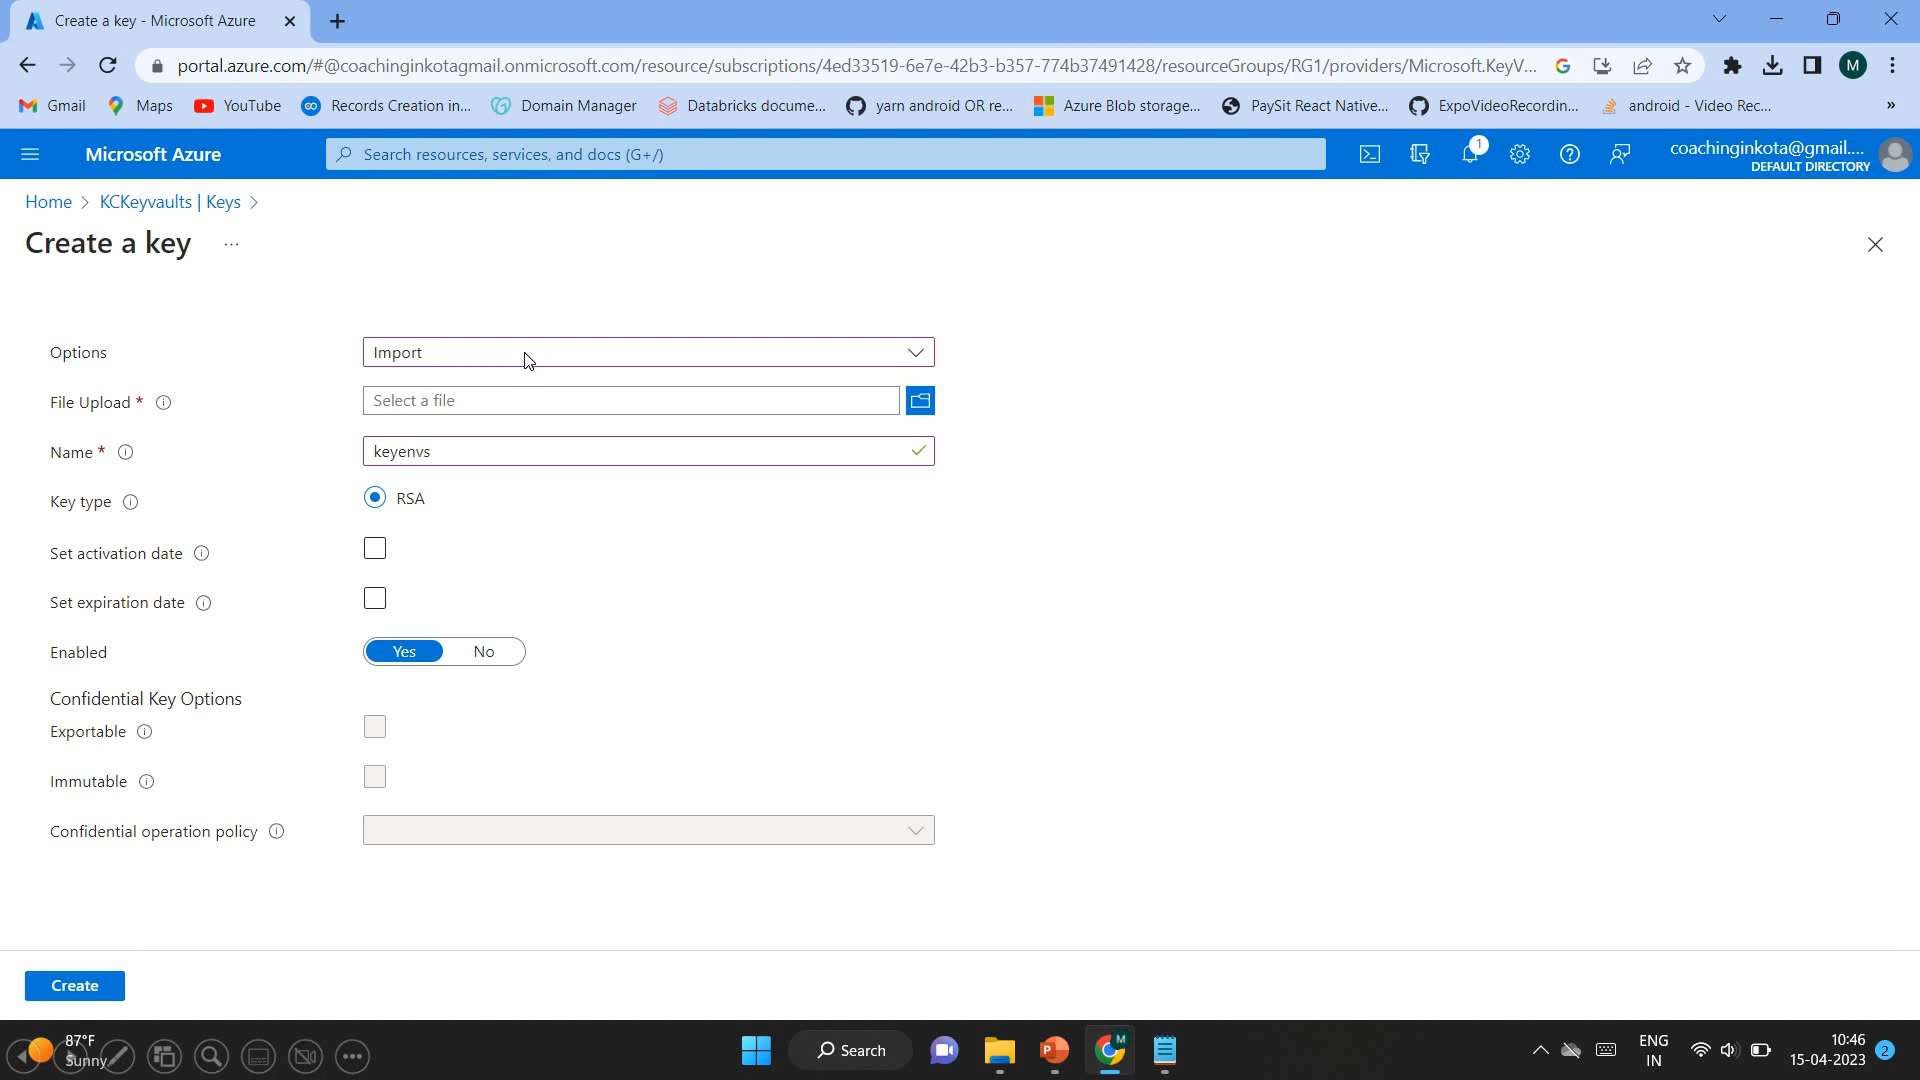 Create a key - Microsoft Azure
portal.azure.com/#@coachinginkotagmail.onmicrosoft.com/resource/subscriptions/4ed33519-6e7e-42b3-b357-774b37491428/resourceGroups/RG1/providers/Microsoft.KeyV...
M
Gmail
Maps
YouTube
Records Creation in...
Domain Manager
Databricks docume...
yarn android OR re...
Azure Blob storage...
PaySit React Native...
ExpoVideoRecordin...
android - Video Rec...
»
Microsoft Azure
Search resources, services, and docs (G+/)
1
coachinginkota@gmail....
DEFAULT DIRECTORY
Home > KCKeyvaults | Keys >
Create a key ...
Options
Import
File Upload *
Select a file
Name *
keyenvs
Key type
RSA
Set activation date
Set expiration date
Enabled
Yes No
Confidential Key Options
Exportable
Immutable
Confidential operation policy
Create
87°F
Sunny
Search
M
ENG
IN
10:46
15-04-2023
2